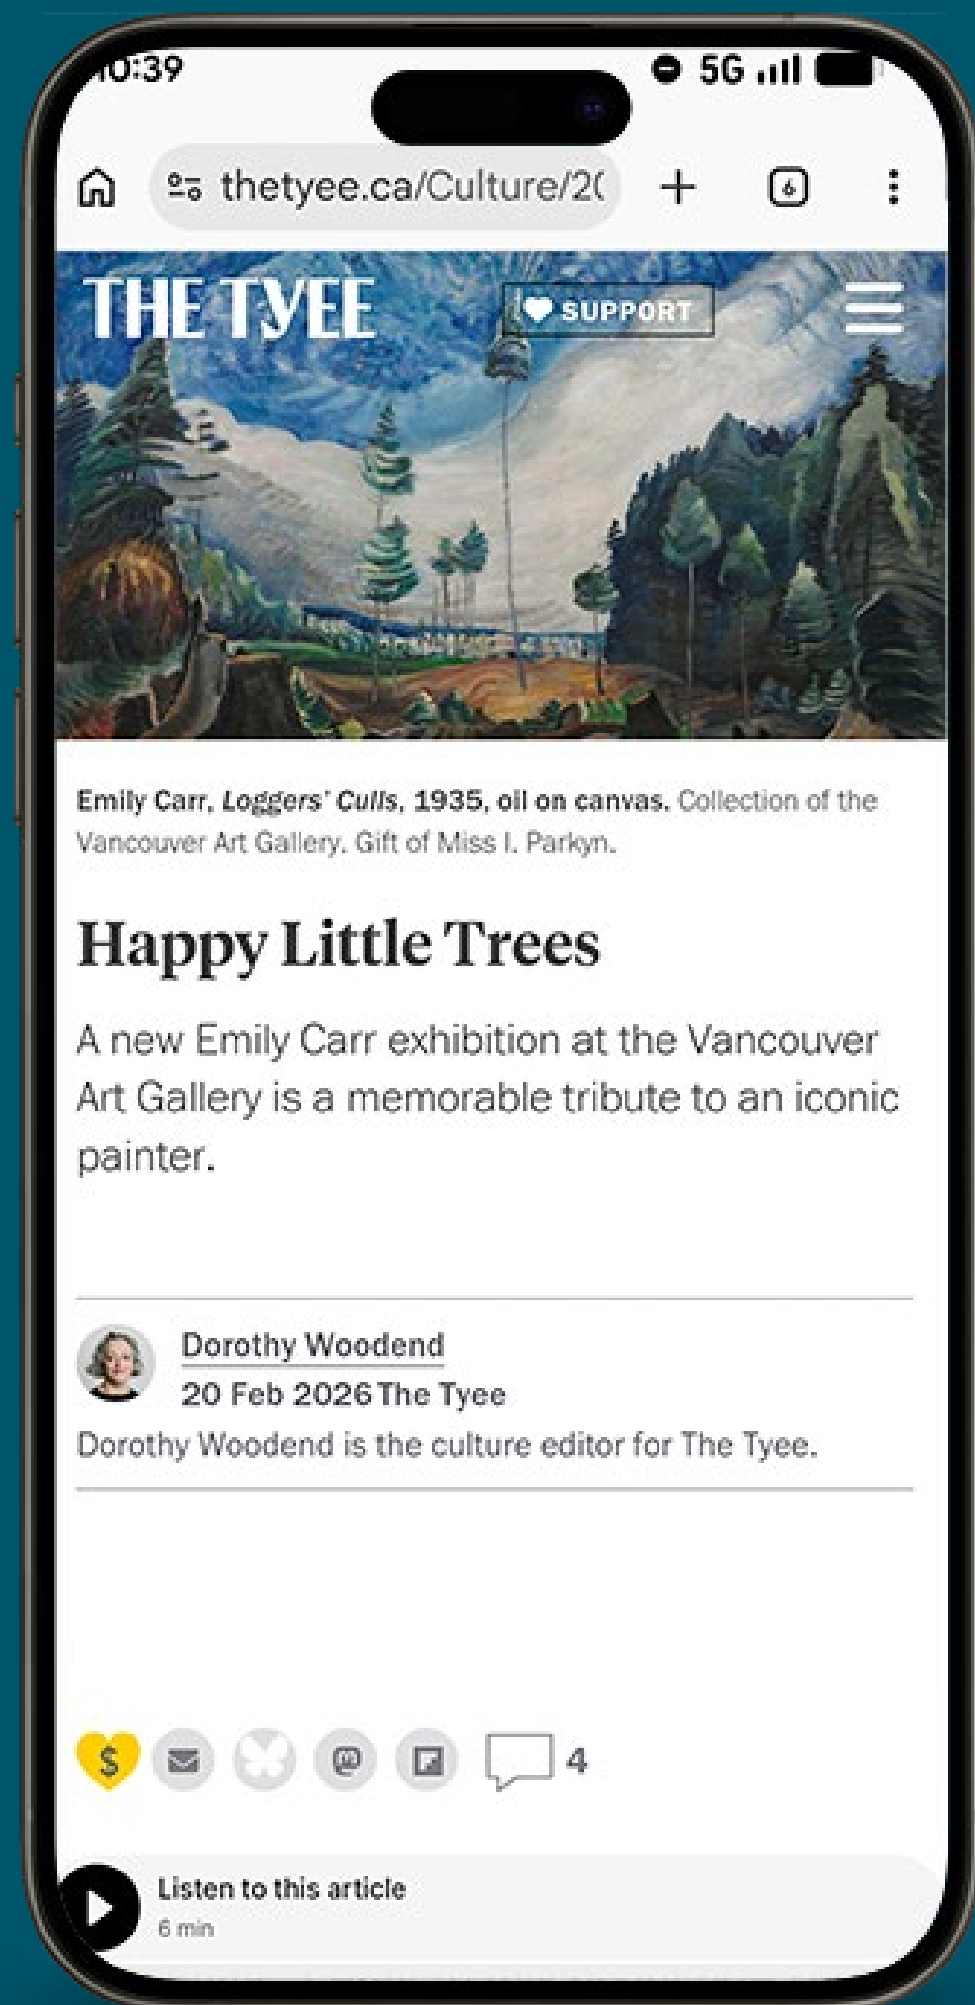 10:39
5G
thetyee.ca/Culture/2(
6
THE TYEE
SUPPORT
Emily Carr, Loggers' Culls, 1935, oil on canvas. Collection of the
Vancouver Art Gallery. Gift of Miss I. Parkyn.
Happy Little Trees
A new Emily Carr exhibition at the Vancouver
Art Gallery is a memorable tribute to an iconic
painter.
Dorothy Woodend
20 Feb 2026 The Tyee
Dorothy Woodend is the culture editor for The Tyee.
$
4
Listen to this article
6 min